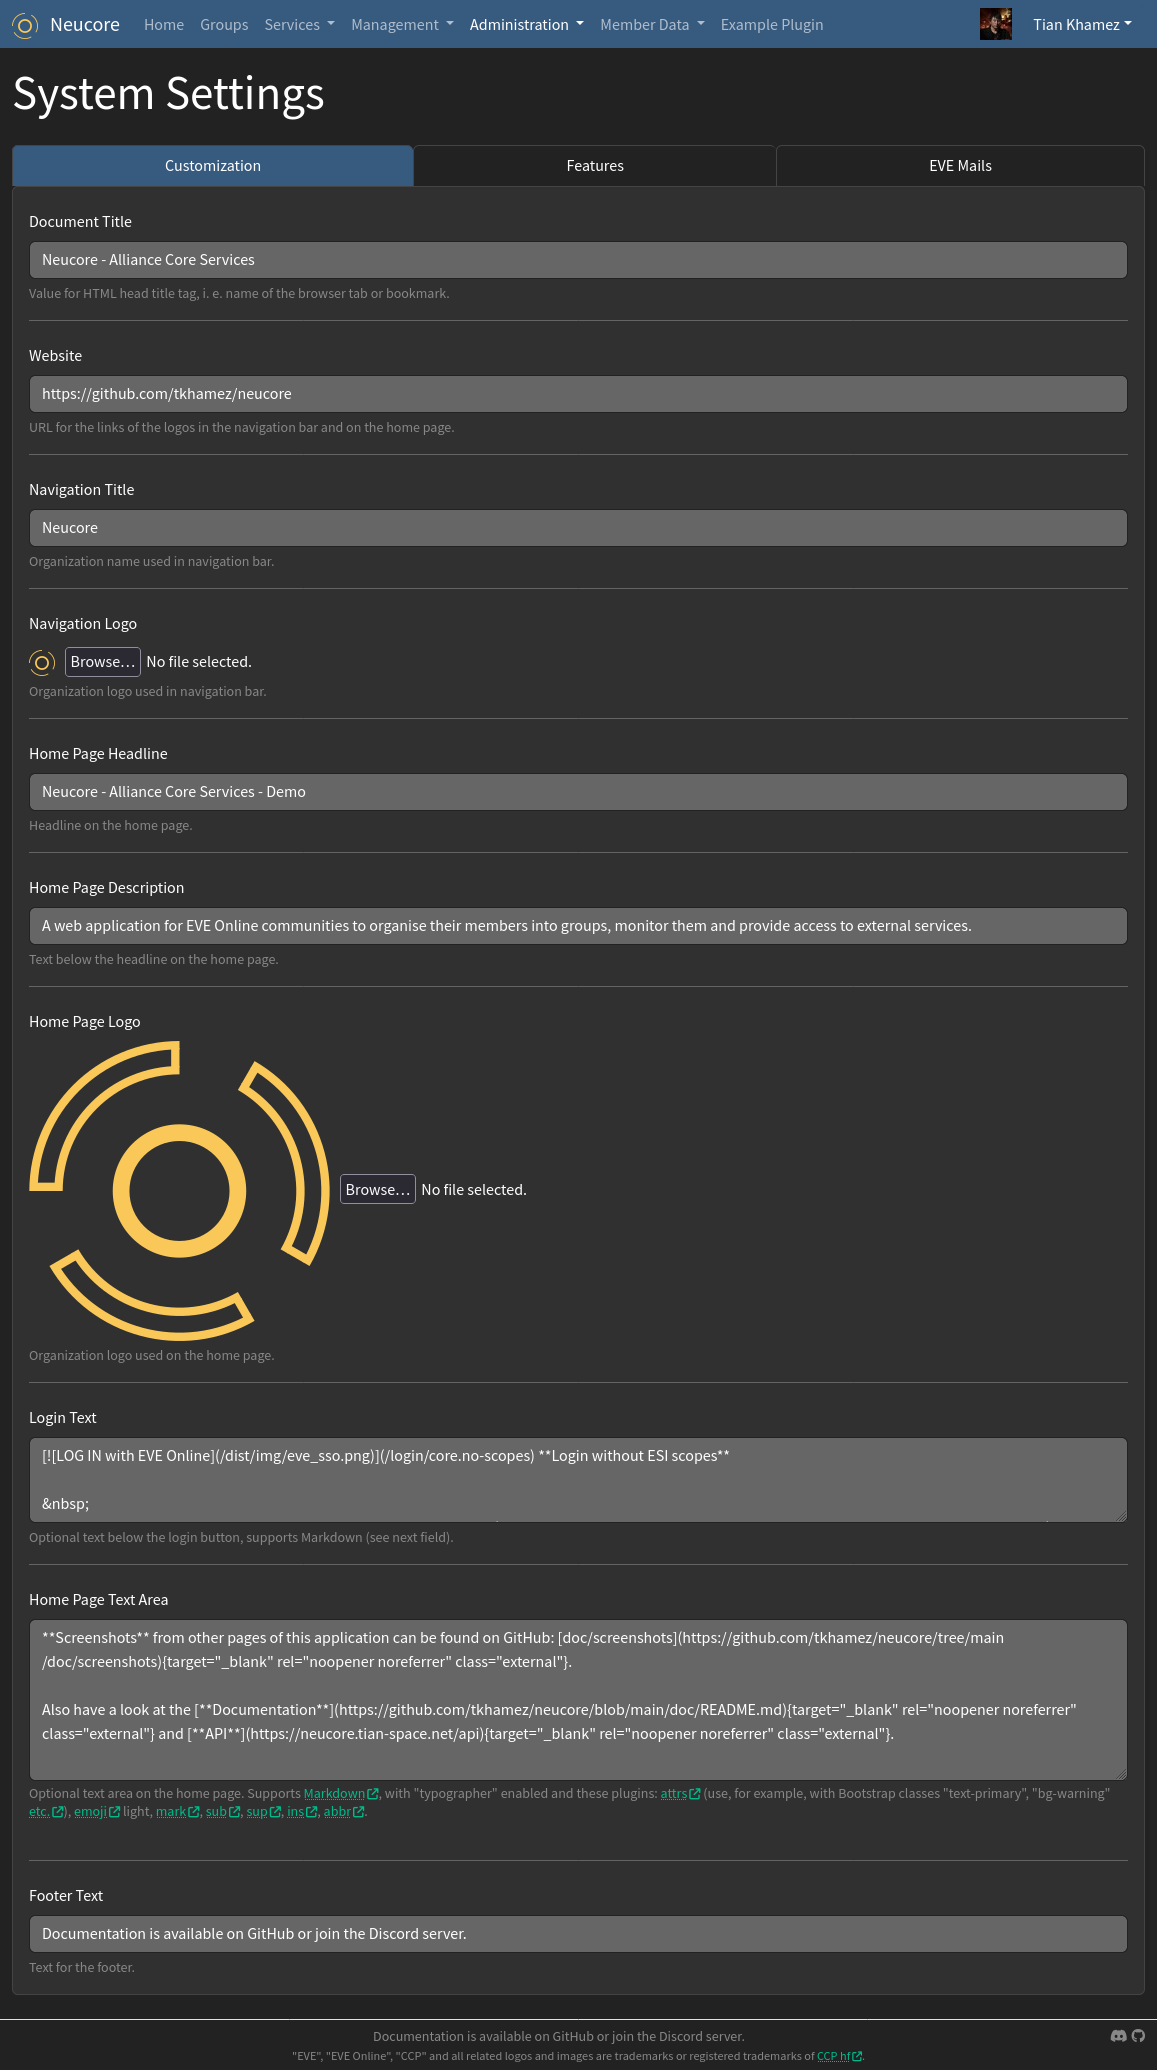 Neucore Home Groups Services Management Administration Member Data Example Plugin Tian Khamez
System Settings
Customization Features EVE Mails
Document Title
Neucore - Alliance Core Services
Value for HTML head title tag, i. e. name of the browser tab or bookmark.
Website
https://github.com/tkhamez/neucore
URL for the links of the logos in the navigation bar and on the home page.
Navigation Title
Neucore
Organization name used in navigation bar.
Navigation Logo
Browse... No file selected.
Organization logo used in navigation bar.
Home Page Headline
Neucore - Alliance Core Services - Demo
Headline on the home page.
Home Page Description
A web application for EVE Online communities to organise their members into groups, monitor them and provide access to external services.
Text below the headline on the home page.
Home Page Logo
Browse... No file selected.
Organization logo used on the home page.
Login Text
[![LOG IN with EVE Online](/dist/img/eve_sso.png)](/login/core.no-scopes) **Login without ESI scopes**
&nbsp;
Optional text below the login button, supports Markdown (see next field).
Home Page Text Area
**Screenshots** from other pages of this application can be found on GitHub: [doc/screenshots](https://github.com/tkhamez/neucore/tree/main
/doc/screenshots){target="_blank" rel="noopener noreferrer" class="external"}.
Also have a look at the [**Documentation**](https://github.com/tkhamez/neucore/blob/main/doc/README.md){target="_blank" rel="noopener noreferrer"
class="external"} and [**API**](https://neucore.tian-space.net/api){target="_blank" rel="noopener noreferrer" class="external"}.
Optional text area on the home page. Supports Markdown, with "typographer" enabled and these plugins: attrs (use, for example, with Bootstrap classes "text-primary", "bg-warning"
etc.), emoji light, mark, sub, sup, ins, abbr.
Footer Text
Documentation is available on GitHub or join the Discord server.
Text for the footer.
Documentation is available on GitHub or join the Discord server.
"EVE", "EVE Online", "CCP" and all related logos and images are trademarks or registered trademarks of CCP hf.